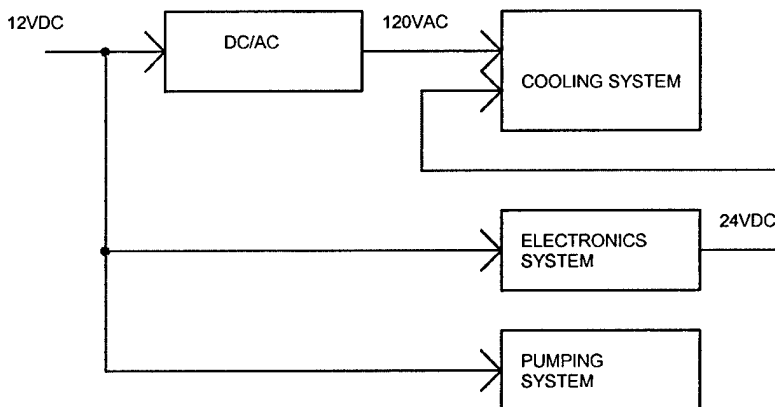 12VDC
DC/AC
120VAC
COOLING SYSTEM
ELECTRONICS
SYSTEM
24VDC
PUMPING
SYSTEM